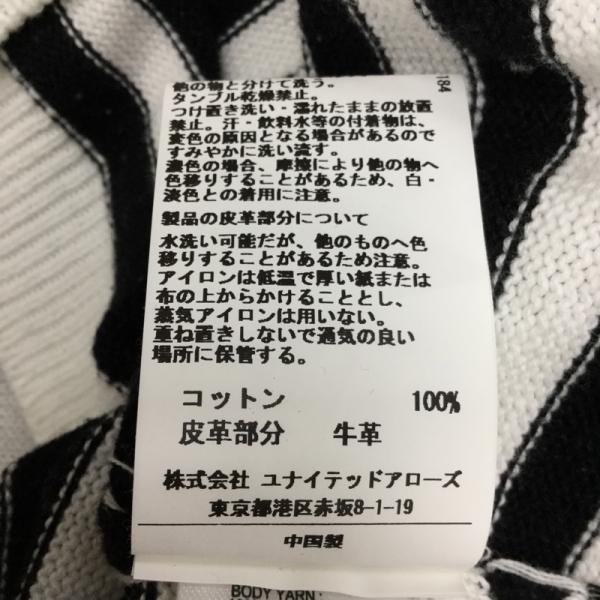 他の物と分けて洗う。
タンブル乾燥禁止。
つけ置き洗い・濡れたままの放置
禁止。汗・飲料水等の付着物は、
変色の原因となる場合があるので
すみやかに洗い流す。
濃色の場合、摩擦により他の物へ
色移りすることがあるため、白・
淡色との着用に注意。
製品の皮革部分について
水洗い可能だが、他のものへ色
移りすることがあるため注意。
アイロンは低温で厚い紙または
布の上からかけることとし、
蒸気アイロンは用いない。
重ね置きしないで通気の良い
場所に保管する。
コットン 100%
皮革部分 牛革
株式会社 ユナイテッドアローズ
東京都港区赤坂8-1-19
中国製
184
BODY YARN